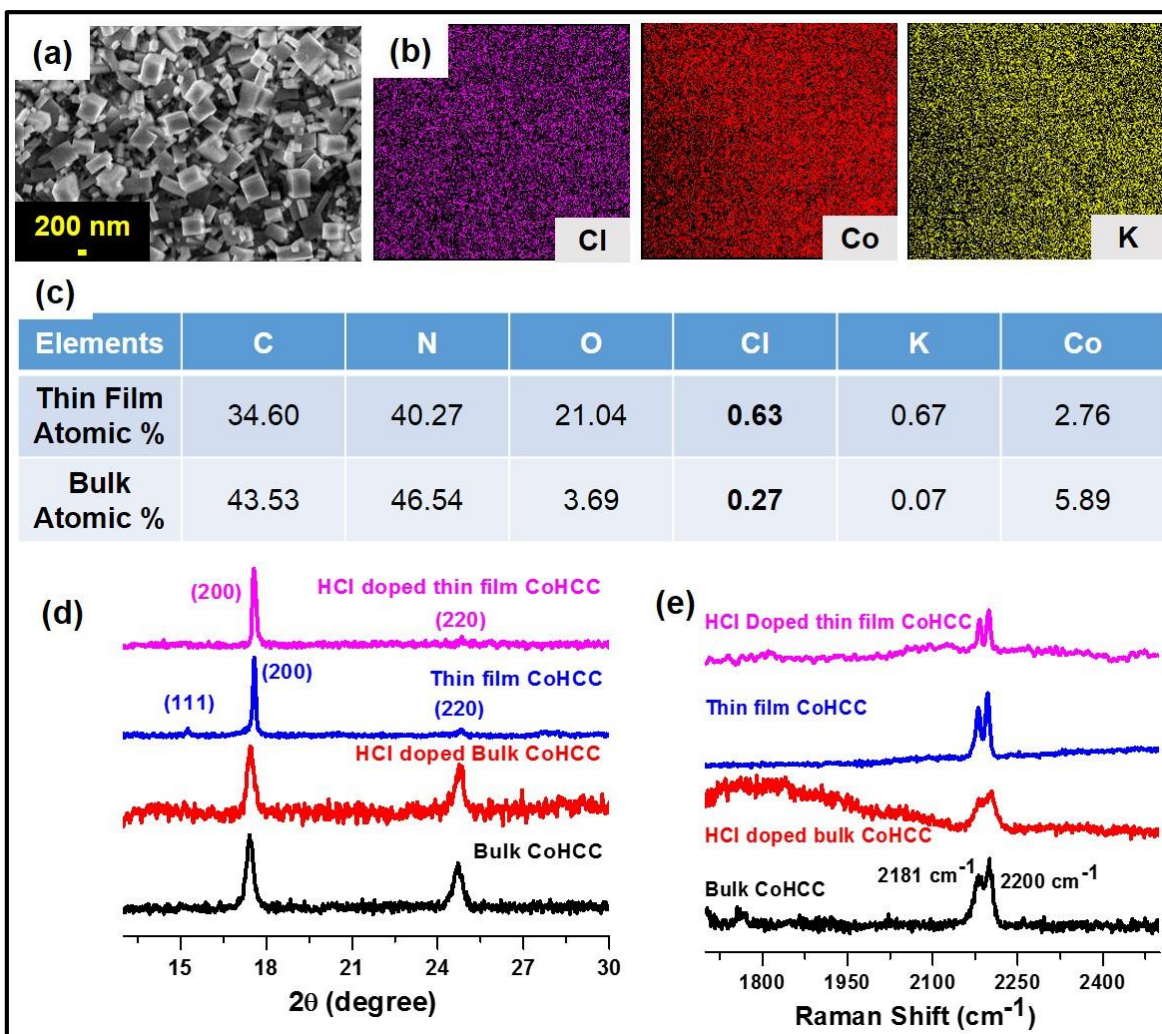 (a)
200 nm
(b)
Cl
Co
K
(c)
Elements C N O Cl K Co
Thin Film
Atomic % 34.60 40.27 21.04 0.63 0.67 2.76
Bulk
Atomic % 43.53 46.54 3.69 0.27 0.07 5.89
(d)
(200)
HCl doped thin film CoHCC
(220)
(200)
Thin film CoHCC
(111)
(220)
HCl doped Bulk CoHCC
Bulk CoHCC
15 18 21 24 27 30
2θ (degree)
(e)
HCl Doped thin film CoHCC
Thin film CoHCC
HCl doped bulk CoHCC
2181 cm⁻¹
2200 cm⁻¹
Bulk CoHCC
1800 1950 2100 2250 2400
Raman Shift (cm⁻¹)